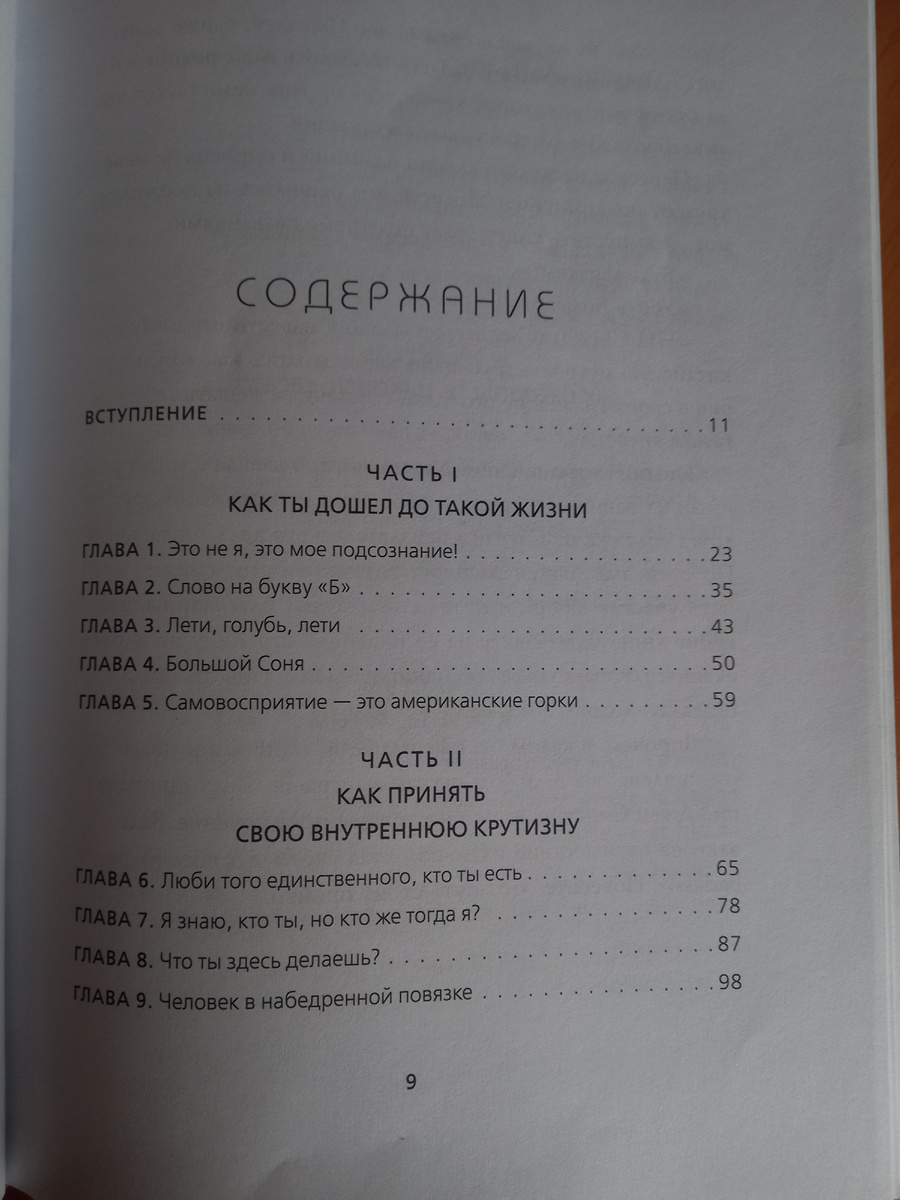 СОДЕРЖАНИЕ
ВСТУПЛЕНИЕ . . . . . . . . . . . . . . . . . . . . . . . . . . . . . . . . . . . 11
ЧАСТЬ I
КАК ТЫ ДОШЕЛ ДО ТАКОЙ ЖИЗНИ
ГЛАВА 1. Это не я, это мое подсознание! . . . . . . . . . . . . . . . . . . 23
ГЛАВА 2. Слово на букву «Б» . . . . . . . . . . . . . . . . . . . . . . . . . . 35
ГЛАВА 3. Лети, голубь, лети . . . . . . . . . . . . . . . . . . . . . . . . . . 43
ГЛАВА 4. Большой Соня . . . . . . . . . . . . . . . . . . . . . . . . . . . . . 50
ГЛАВА 5. Самовосприятие — это американские горки . . . . . . . . . 59
ЧАСТЬ II
КАК ПРИНЯТЬ
СВОЮ ВНУТРЕННЮЮ КРУТИЗНУ
ГЛАВА 6. Люби того единственного, кто ты есть . . . . . . . . . . . . . . 65
ГЛАВА 7. Я знаю, кто ты, но кто же тогда я? . . . . . . . . . . . . . . . . 78
ГЛАВА 8. Что ты здесь делаешь? . . . . . . . . . . . . . . . . . . . . . . . . 87
ГЛАВА 9. Человек в набедренной повязке . . . . . . . . . . . . . . . . . 98
9